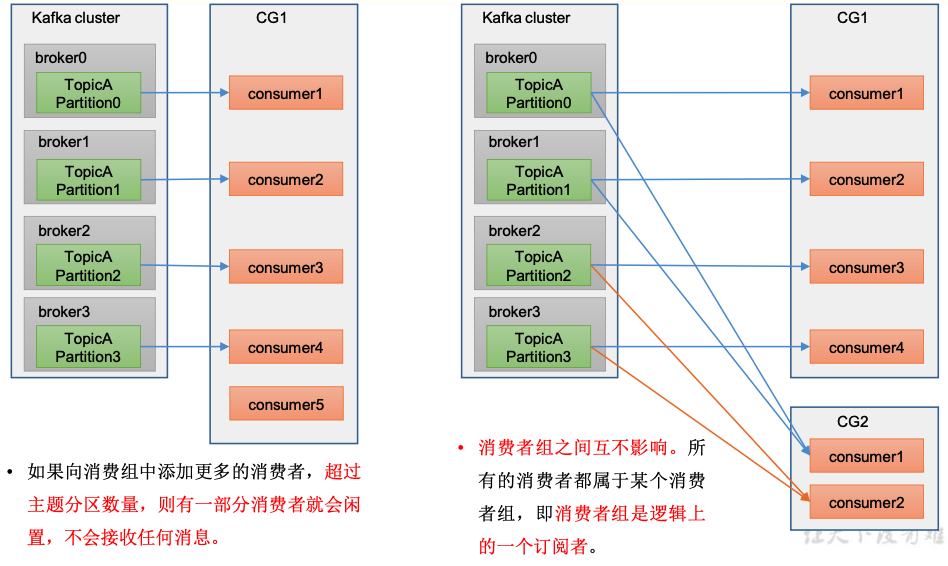 Kafka cluster
CG1
broker0
TopicA
Partition0
consumer1
broker1
TopicA
Partition1
consumer2
broker2
TopicA
Partition2
consumer3
broker3
TopicA
Partition3
consumer4
consumer5
• 如果向消费组中添加更多的消费者，超过
主题分区数量，则有一部分消费者就会闲
置，不会接收任何消息。
Kafka cluster
CG1
broker0
TopicA
Partition0
consumer1
broker1
TopicA
Partition1
consumer2
broker2
TopicA
Partition2
consumer3
broker3
TopicA
Partition3
consumer4
CG2
consumer1
consumer2
• 消费者组之间互不影响。所
有的消费者都属于某个消费
者组，即消费者组是逻辑上
的一个订阅者。